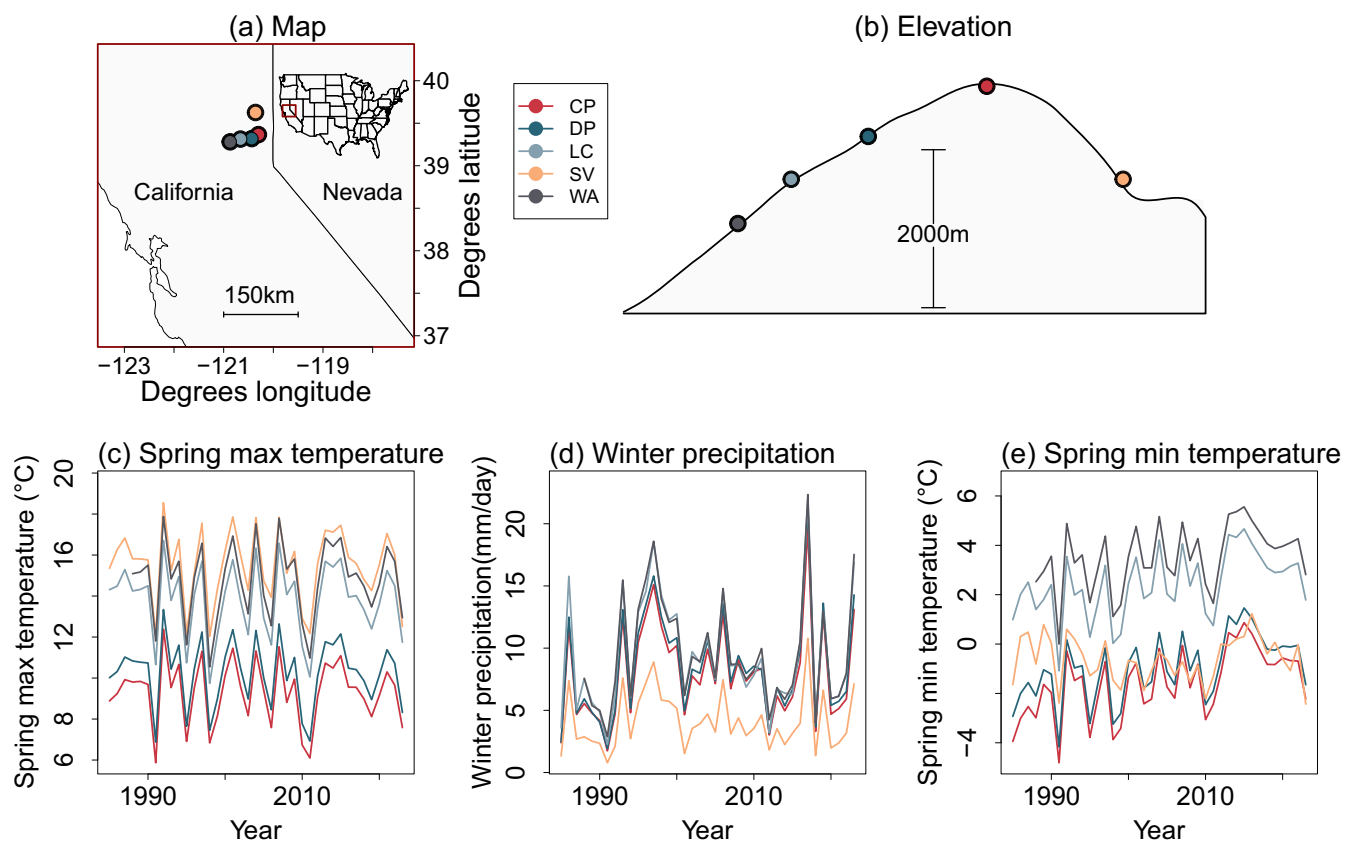 (a) Map
(b) Elevation
California
Nevada
150km
40
39
38
37
Degrees latitude
−123
−121
−119
Degrees longitude
CP
DP
LC
SV
WA
2000m
(c) Spring max temperature
(d) Winter precipitation
(e) Spring min temperature
Spring max temperature (°C)
20
16
12
8
6
1990
2010
Year
Winter precipitation(mm/day)
20
15
10
5
0
1990
2010
Year
Spring min temperature (°C)
6
4
2
0
−4
1990
2010
Year